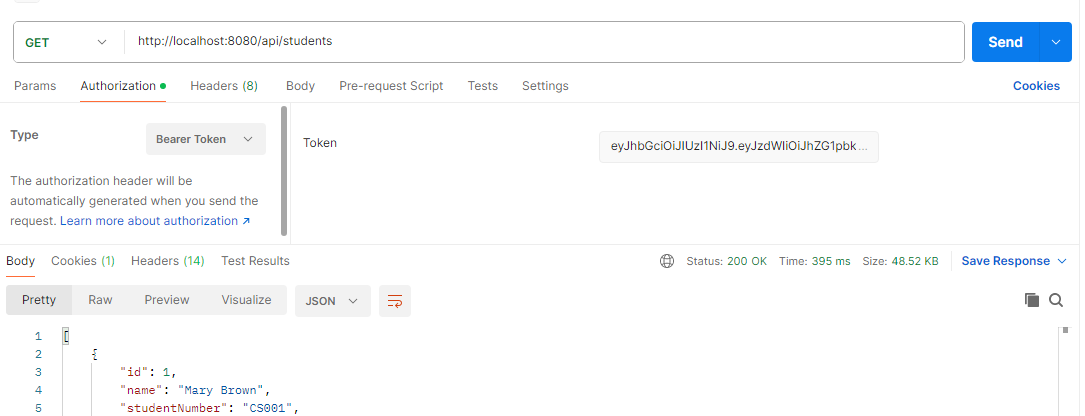 GET http://localhost:8080/api/students Send
Params Authorization Headers (8) Body Pre-request Script Tests Settings Cookies
Type Bearer Token
The authorization header will be
automatically generated when you send the
request. Learn more about authorization ↗
Token eyJhbGciOiJIUzI1NiJ9.eyJzdWIiOiJhZG1pbk...
Body Cookies (1) Headers (14) Test Results Status: 200 OK Time: 395 ms Size: 48.52 KB Save Response
Pretty Raw Preview Visualize JSON
1 [
2 {
3 "id": 1,
4 "name": "Mary Brown",
5 "studentNumber": "CS001",